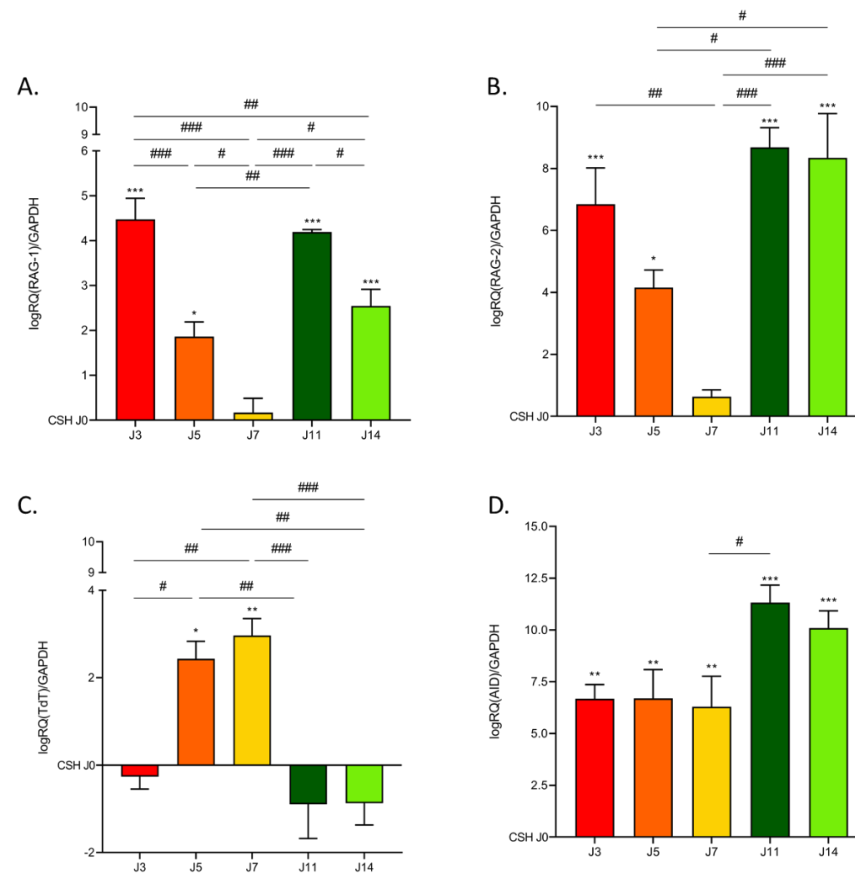 A.
##
### #
### # ### #
##
10
9
6
5
4
3
2
1
CSH J0
logRQ(RAG-1)/GAPDH
*** * *** ***
J3 J5 J7 J11 J14
B.
#
#
###
## ###
10
8
6
4
2
CSH J0
logRQ(RAG-2)/GAPDH
*** * *** ***
J3 J5 J7 J11 J14
C.
###
##
## ###
# ##
10
9
4
2
CSH J0
-2
logRQ(TdT)/GAPDH
* **
J3 J5 J7 J11 J14
D.
#
15.0
12.5
10.0
7.5
5.0
2.5
CSH J0
logRQ(AID)/GAPDH
** ** ** *** ***
J3 J5 J7 J11 J14